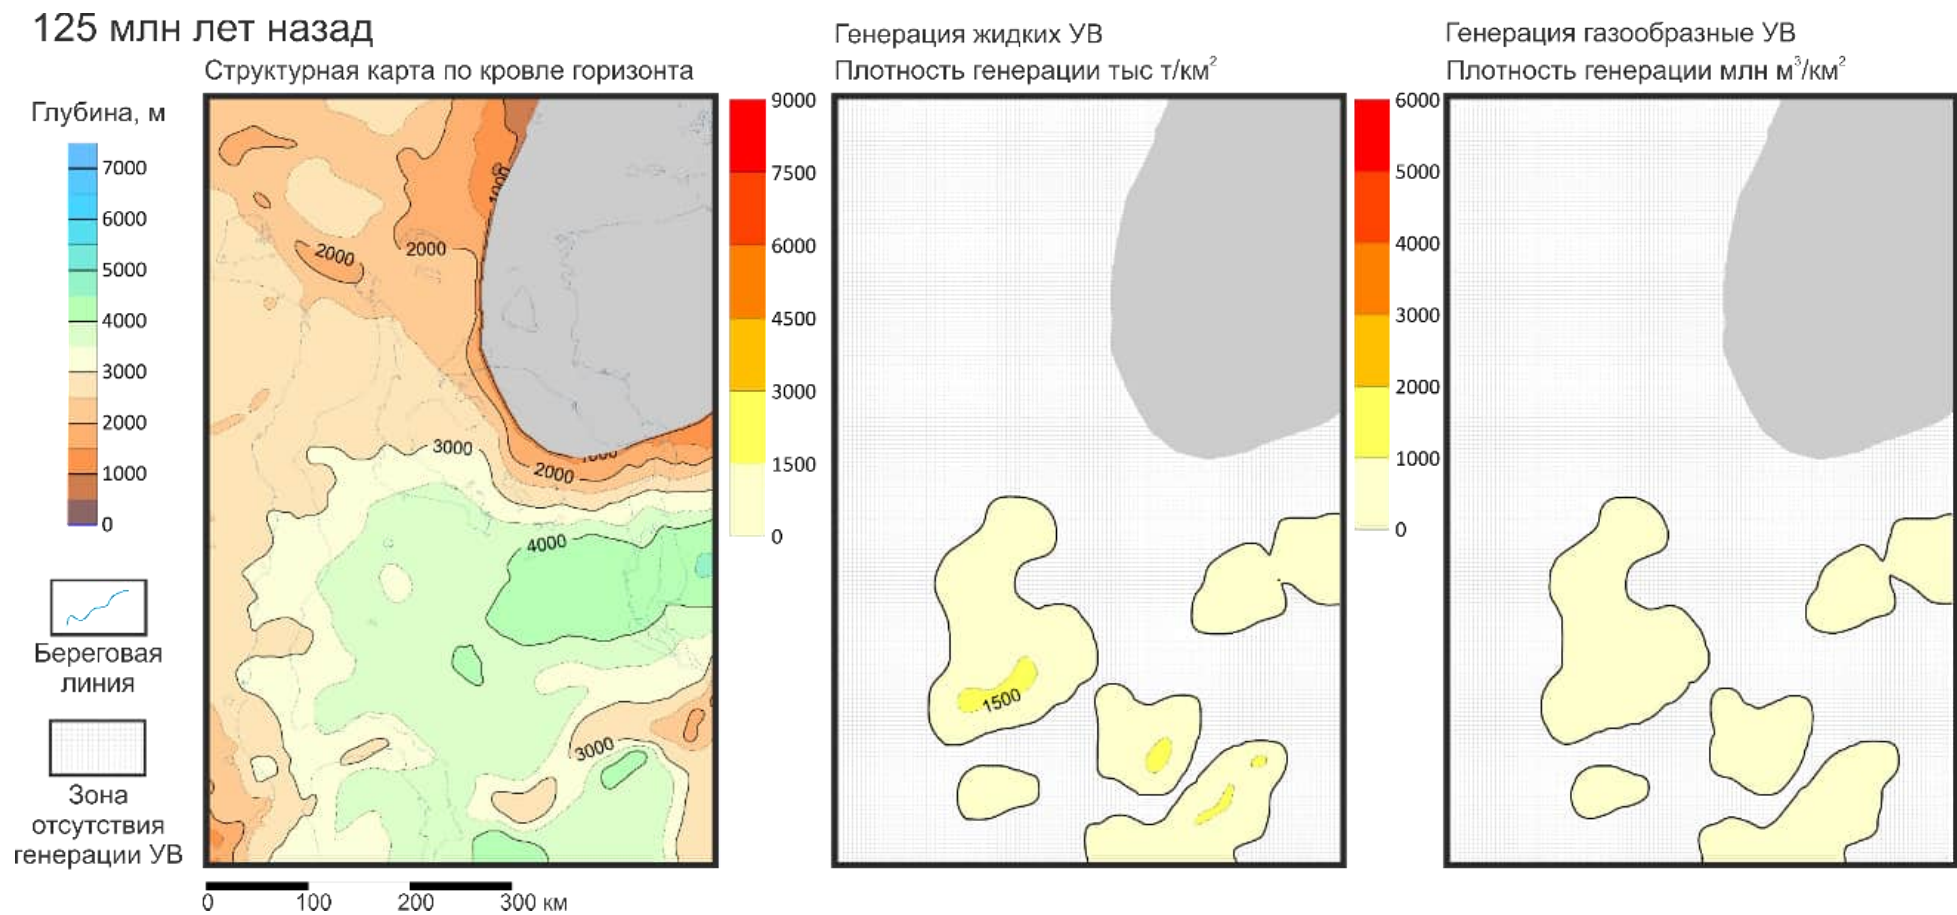 125 млн лет назад
Структурная карта по кровле горизонта
Глубина, м
7000
6000
5000
4000
3000
2000
1000
0
Береговая
линия
Зона
отсутствия
генерации УВ
2000
2000
1000
3000
2000
1000
4000
3000
0 100 200 300 км
Генерация жидких УВ
Плотность генерации тыс т/км²
9000
7500
6000
4500
3000
1500
0
1500
Генерация газообразные УВ
Плотность генерации млн м³/км²
6000
5000
4000
3000
2000
1000
0